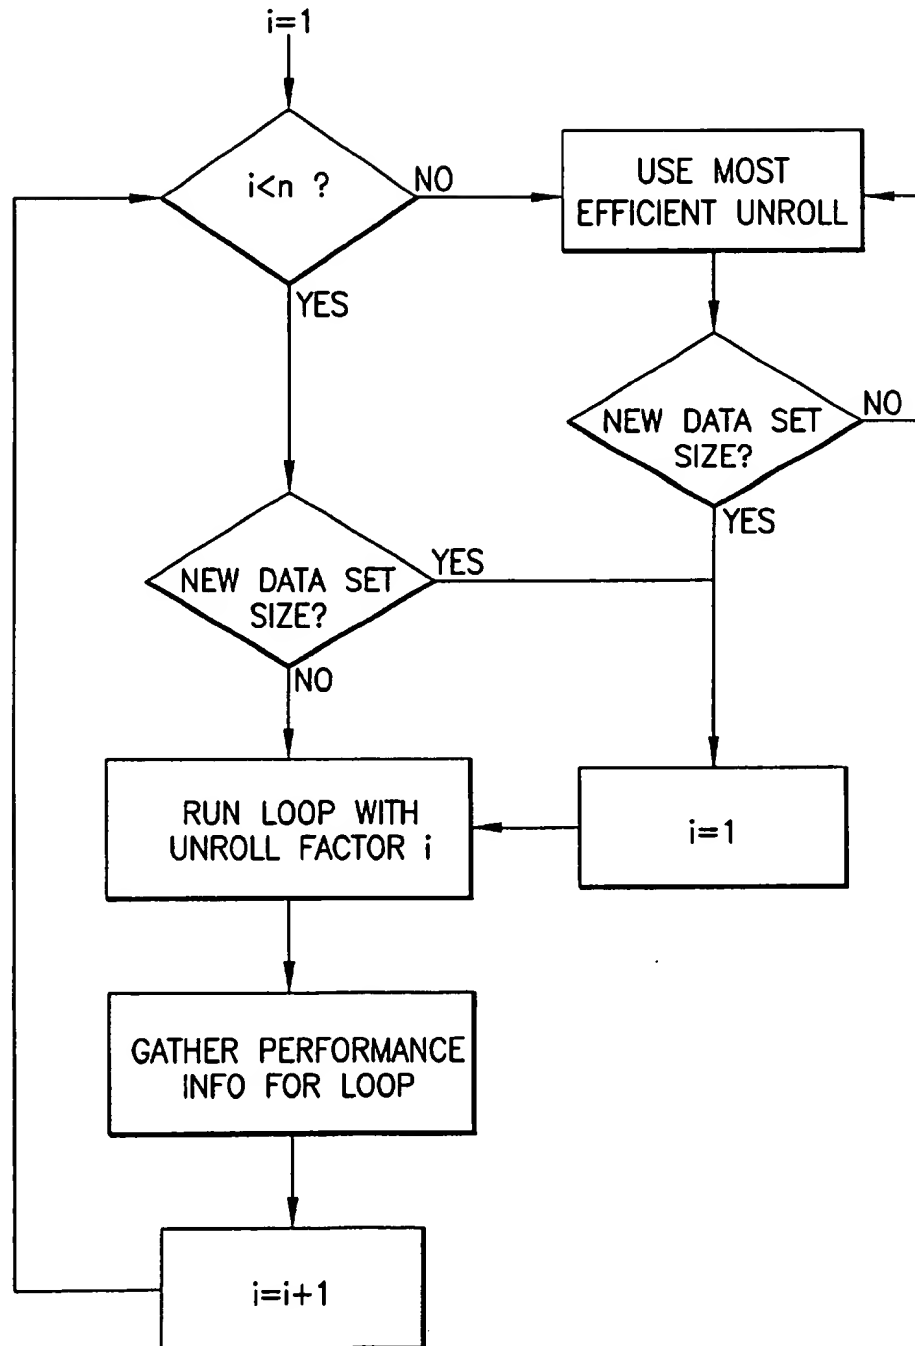 i=1
i<n ?
NO
YES
USE MOST
EFFICIENT UNROLL
NEW DATA SET
SIZE?
NO
YES
NEW DATA SET
SIZE?
YES
NO
RUN LOOP WITH
UNROLL FACTOR i
i=1
GATHER PERFORMANCE
INFO FOR LOOP
i=i+1